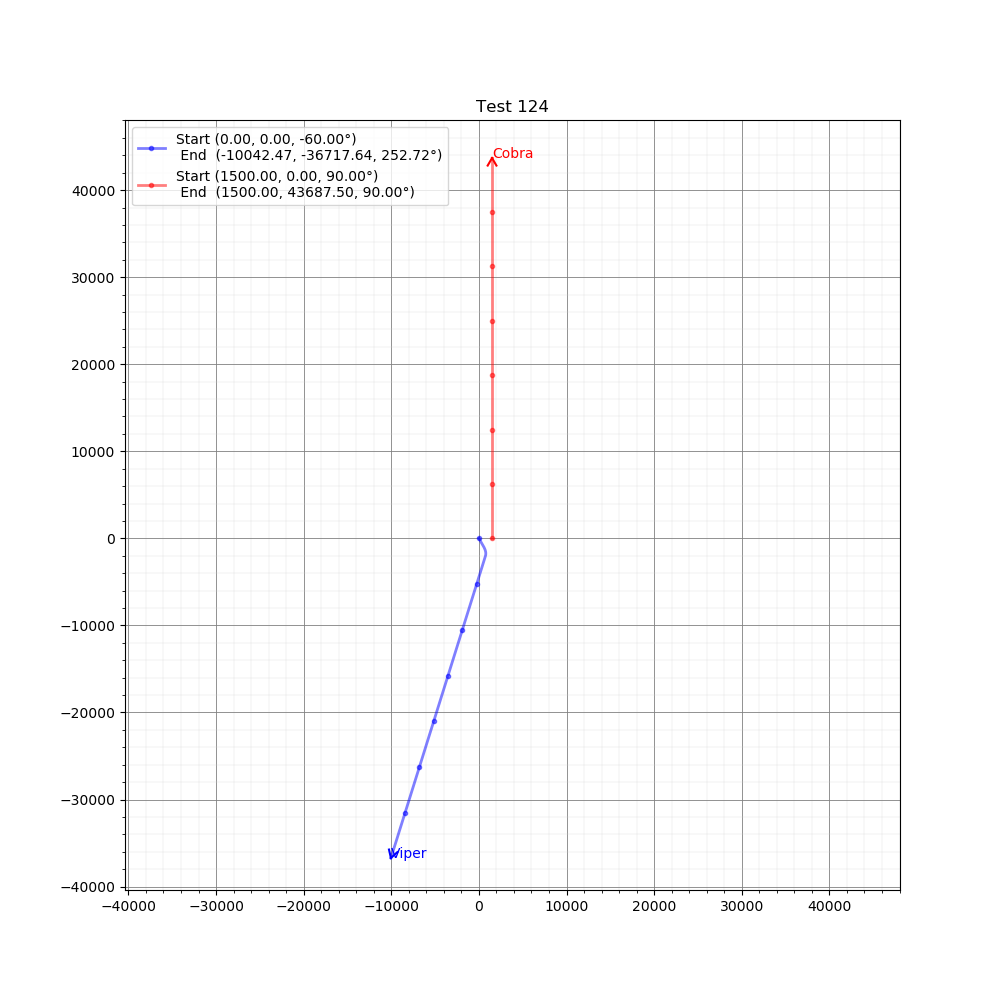 Test 124
Start (0.00, 0.00, -60.00°)
End (-10042.47, -36717.64, 252.72°)
Start (1500.00, 0.00, 90.00°)
End (1500.00, 43687.50, 90.00°)
Cobra
40000
30000
20000
10000
0
−10000
−20000
−30000
−40000
Viper
−40000 −30000 −20000 −10000 0 10000 20000 30000 40000